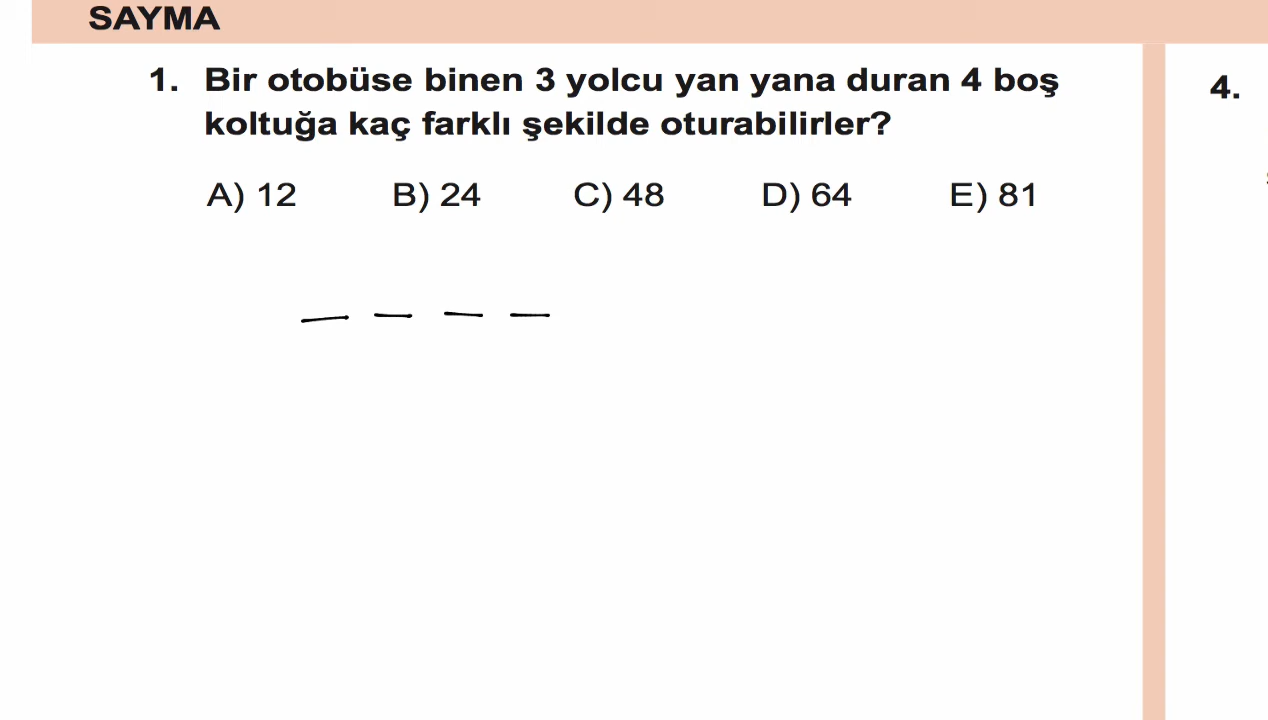 SAYMA
1. Bir otobüse binen 3 yolcu yan yana duran 4 boş
koltuğa kaç farklı şekilde oturabilirler?
A) 12 B) 24 C) 48 D) 64 E) 81
4.